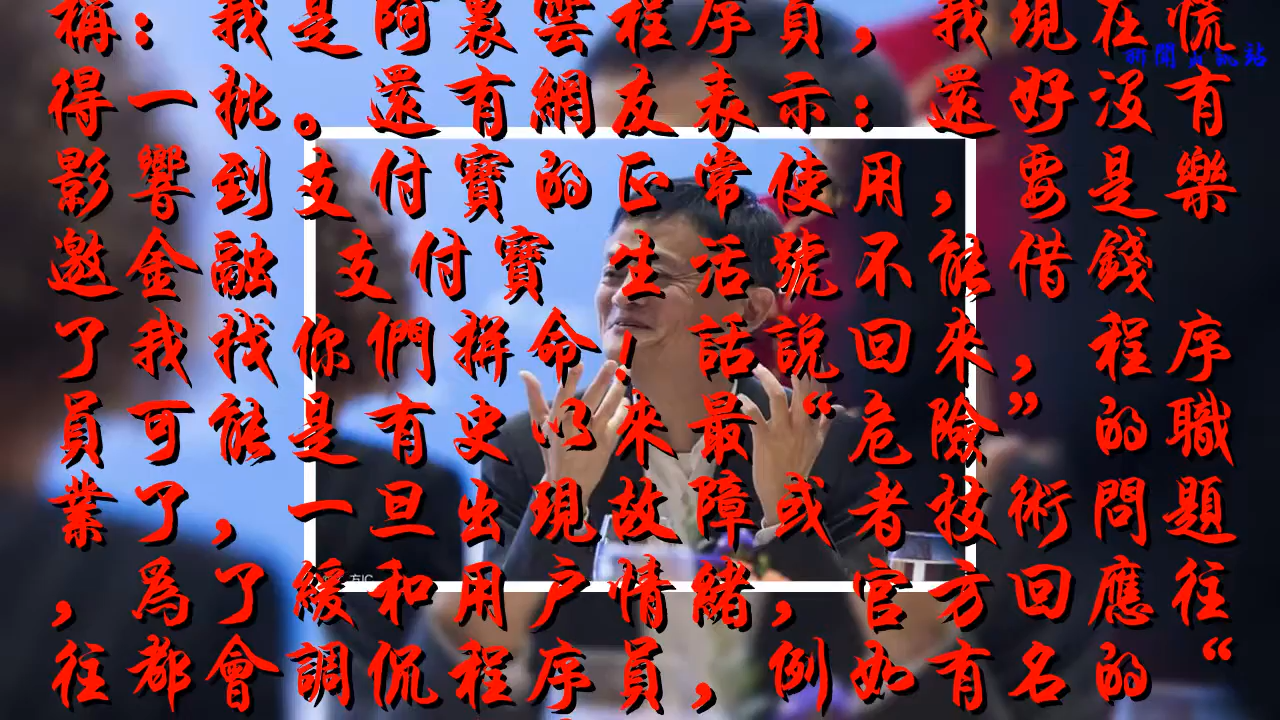 稱：我是阿裏雲程序員，我現在慌
新聞資訊站
得一批。還有網友表示：還好沒有
影響到支付寶的正常使用，要是樂
邀金融 支付寶 生活號不能借錢
了我找你們拼命！話說回來，程序
員可能是有史以來最“危險”的職
業了，一旦出現故障或者技術問題
，爲了緩和用户情緒，官方回應往
往都會調侃程序員，例如有名的“